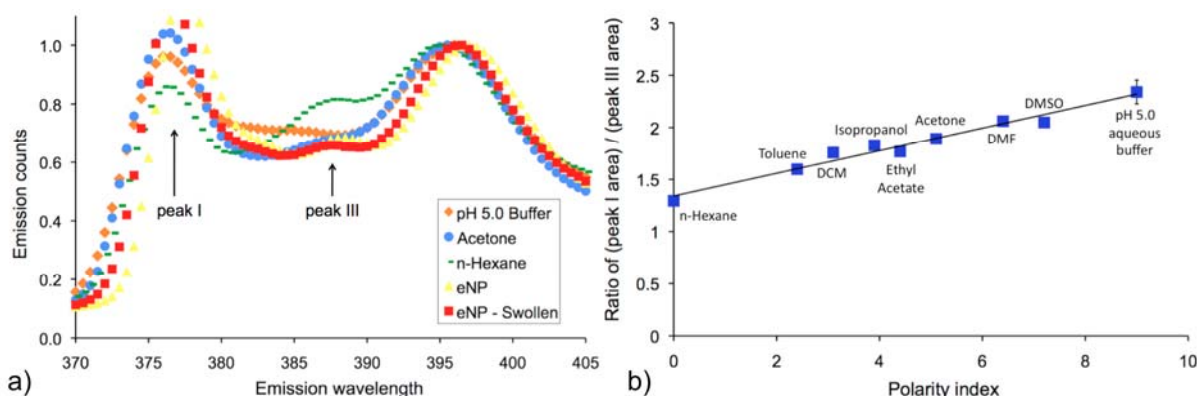 1.0
0.8
0.6
0.4
0.2
0.0
Emission counts
peak I
peak III
pH 5.0 Buffer
Acetone
n-Hexane
eNP
eNP - Swollen
370 375 380 385 390 395 400 405
Emission wavelength
a)
3
2.5
2
1.5
1
0.5
0
Ratio of (peak I area) / (peak III area)
n-Hexane
Toluene
DCM
Isopropanol
Ethyl
Acetate
Acetone
DMF
DMSO
pH 5.0
aqueous
buffer
0 2 4 6 8 10
Polarity index
b)